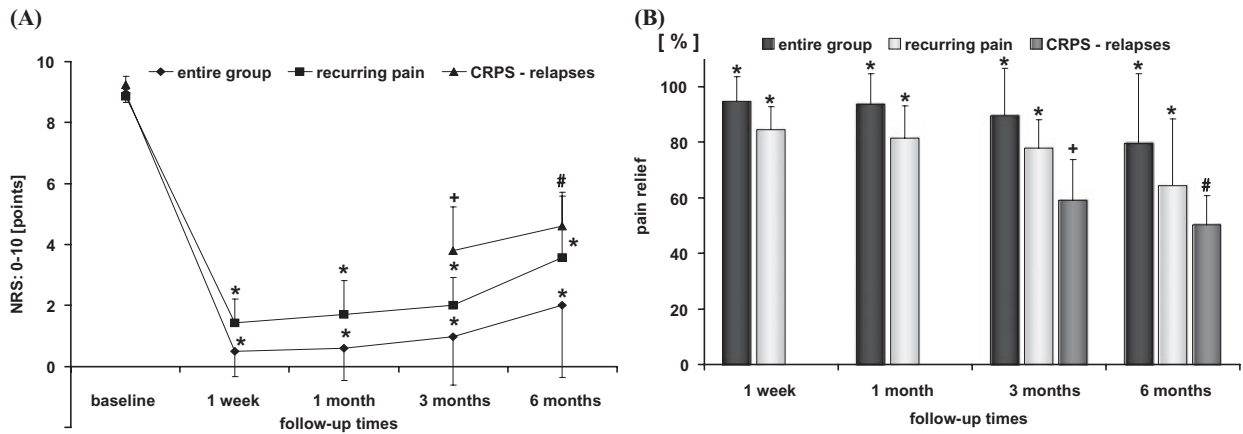 (A)
entire group recurring pain CRPS - relapses
NRS: 0-10 [points]
10
8
6
4
2
0
+
#
*
*
*
*
*
*
*
*
baseline 1 week 1 month 3 months 6 months
follow-up times
(B)
[ % ]
entire group recurring pain CRPS - relapses
pain relief
100
80
60
40
20
0
* * * * * * + * * #
1 week 1 month 3 months 6 months
follow-up times